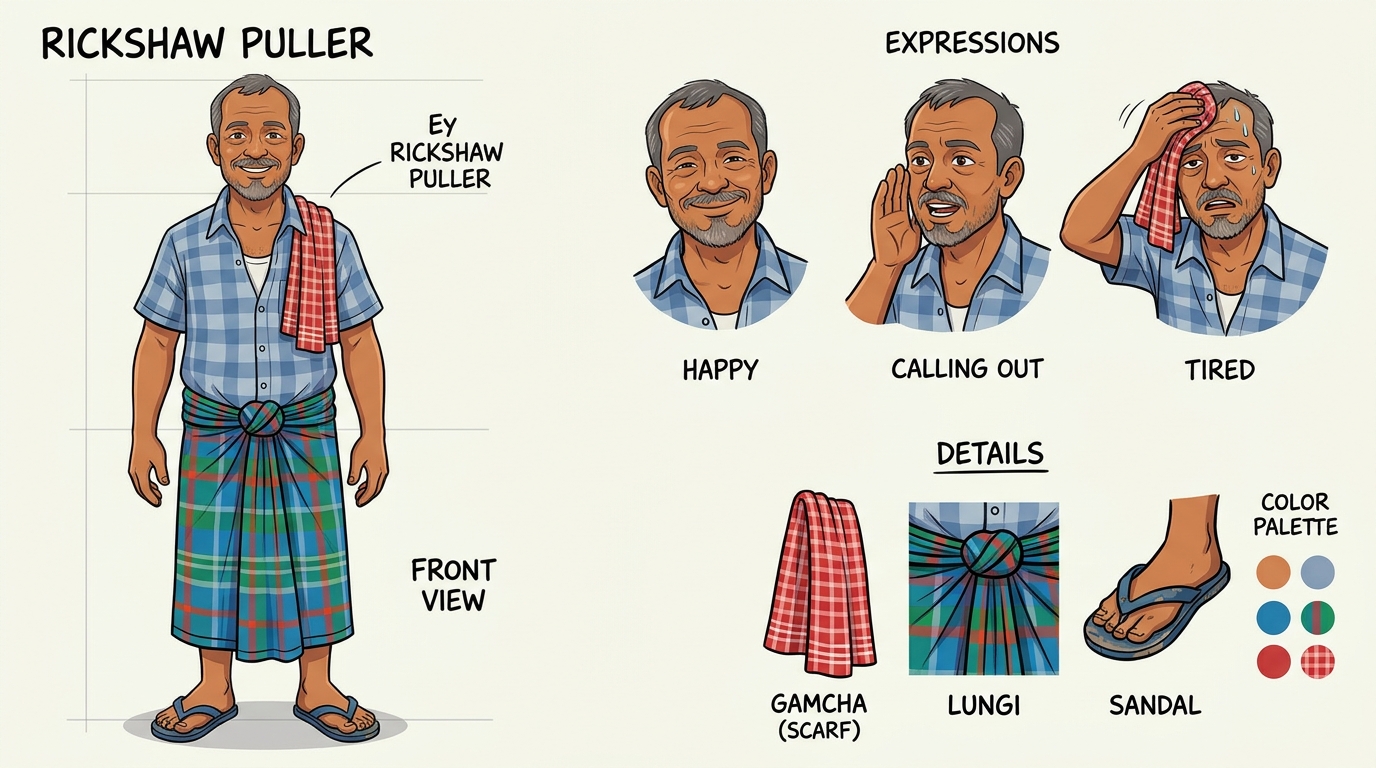 RICKSHAW PULLER
Ey
RICKSHAW
PULLER
FRONT
VIEW
EXPRESSIONS
HAPPY
CALLING OUT
TIRED
DETAILS
GAMCHA
(SCARF)
LUNGI
SANDAL
COLOR
PALETTE